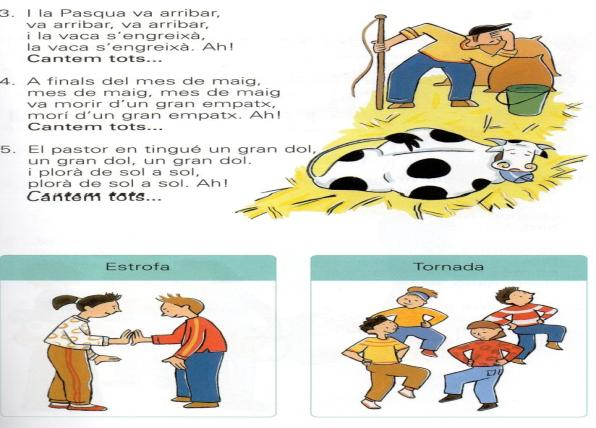 3. I la Pasqua va arribar,
va arribar, va arribar,
i la vaca s'engreixà,
la vaca s'engreixà. Ah!
Cantem tots...
4. A finals del mes de maig,
mes de maig, mes de maig
va morir d'un gran empatx,
morí d'un gran empatx. Ah!
Cantem tots...
5. El pastor en tingué un gran dol,
un gran dol, un gran dol.
i plorà de sol a sol,
plorà de sol a sol. Ah!
Cantem tots...
Estrofa
Tornada